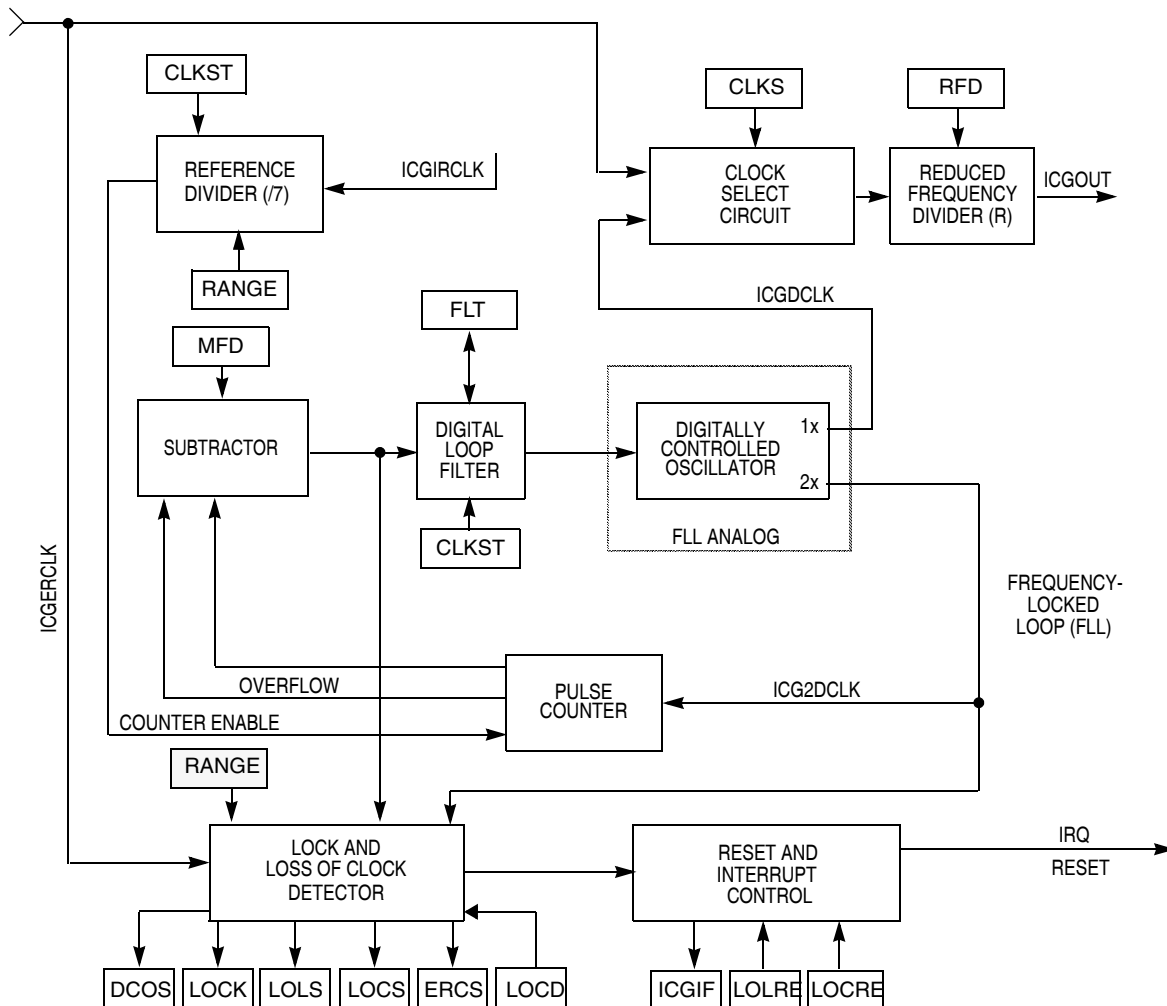 CLKST
CLKS
RFD
REFERENCE
DIVIDER (/7)
ICGIRCLK
CLOCK
SELECT
CIRCUIT
REDUCED
FREQUENCY
DIVIDER (R)
ICGOUT
RANGE
ICGDCLK
FLT
MFD
SUBTRACTOR
DIGITAL
LOOP
FILTER
DIGITALLY
CONTROLLED
OSCILLATOR
1x
2x
FLL ANALOG
CLKST
ICGERCLK
FREQUENCY-
LOCKED
LOOP (FLL)
OVERFLOW
PULSE
COUNTER
ICG2DCLK
COUNTER ENABLE
RANGE
LOCK AND
LOSS OF CLOCK
DETECTOR
RESET AND
INTERRUPT
CONTROL
IRQ
RESET
DCOS
LOCK
LOLS
LOCS
ERCS
LOCD
ICGIF
LOLRE
LOCRE